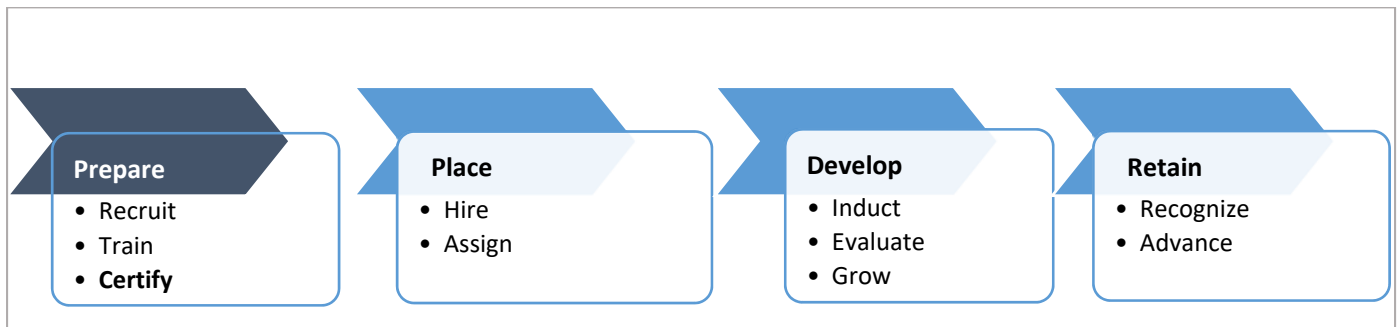 Prepare
• Recruit
• Train
• Certify
Place
• Hire
• Assign
Develop
• Induct
• Evaluate
• Grow
Retain
• Recognize
• Advance